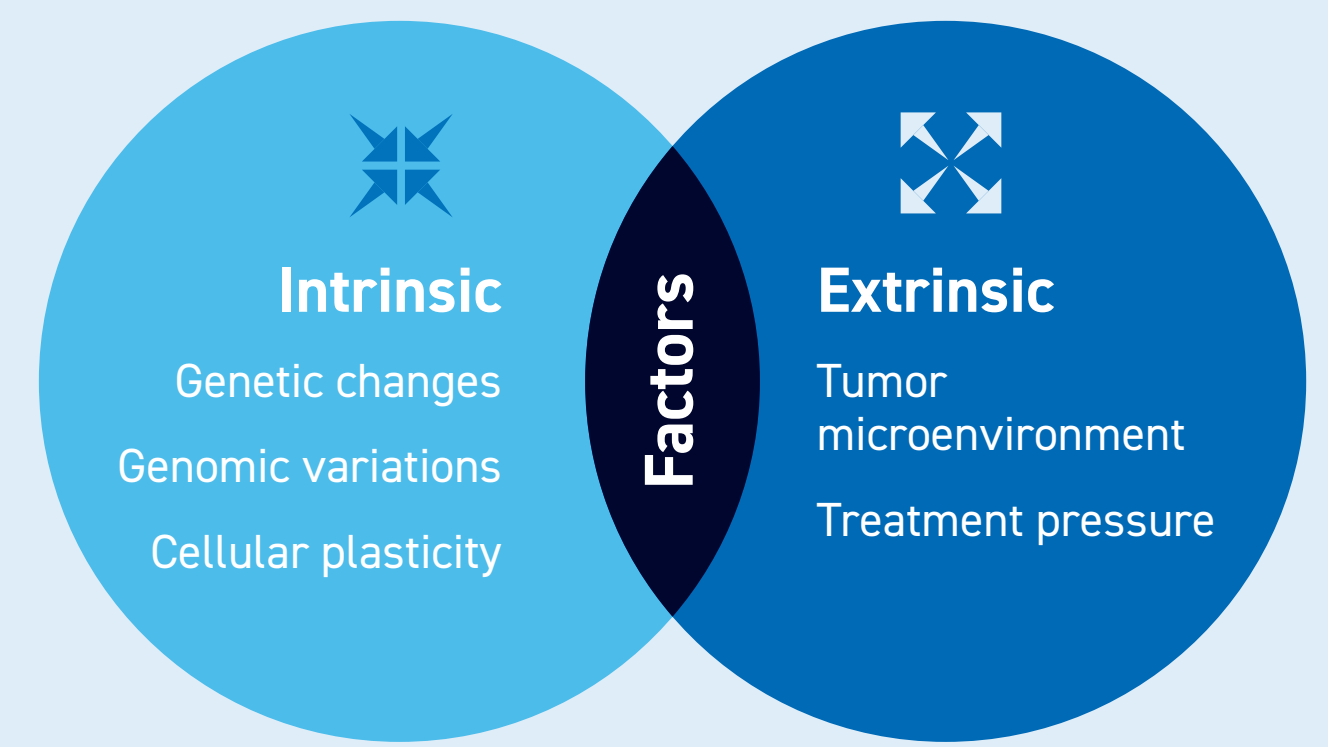 Intrinsic
Genetic changes
Genomic variations
Cellular plasticity
Factors
Extrinsic
Tumor
microenvironment
Treatment pressure